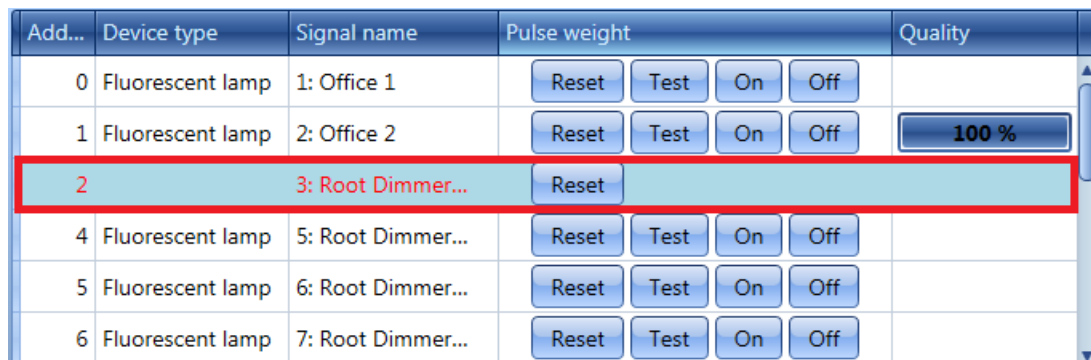 Add... Device type Signal name Pulse weight Quality
0 Fluorescent lamp 1: Office 1 Reset Test On Off
1 Fluorescent lamp 2: Office 2 Reset Test On Off 100 %
2 3: Root Dimmer... Reset
4 Fluorescent lamp 5: Root Dimmer... Reset Test On Off
5 Fluorescent lamp 6: Root Dimmer... Reset Test On Off
6 Fluorescent lamp 7: Root Dimmer... Reset Test On Off